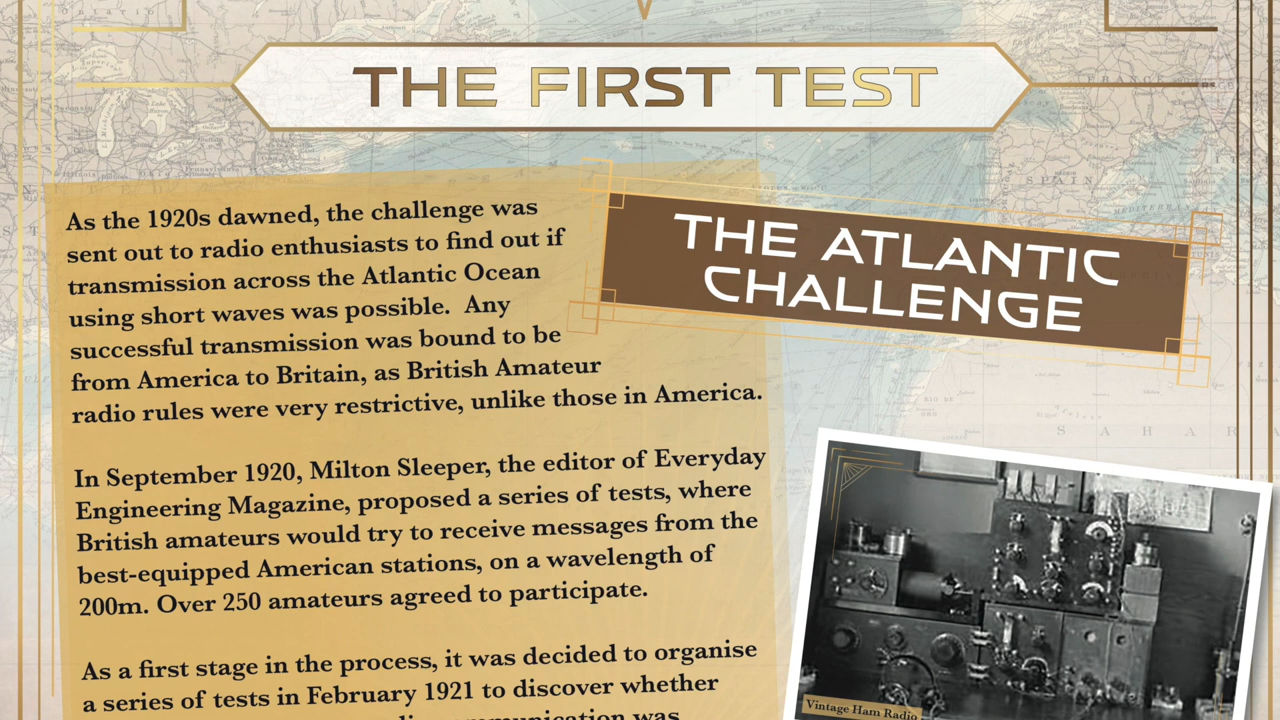 THE FIRST TEST
THE ATLANTIC
CHALLENGE
As the 1920s dawned, the challenge was
sent out to radio enthusiasts to find out if
transmission across the Atlantic Ocean
using short waves was possible.  Any
successful transmission was bound to be
from America to Britain, as British Amateur
radio rules were very restrictive, unlike those in America.
In September 1920, Milton Sleeper, the editor of Everyday
Engineering Magazine, proposed a series of tests, where
British amateurs would try to receive messages from the
best-equipped American stations, on a wavelength of
200m. Over 250 amateurs agreed to participate.
As a first stage in the process, it was decided to organise
a series of tests in February 1921 to discover whether
communication was
Vintage Ham Radio
FRANCE
SPAIN
SAHAR